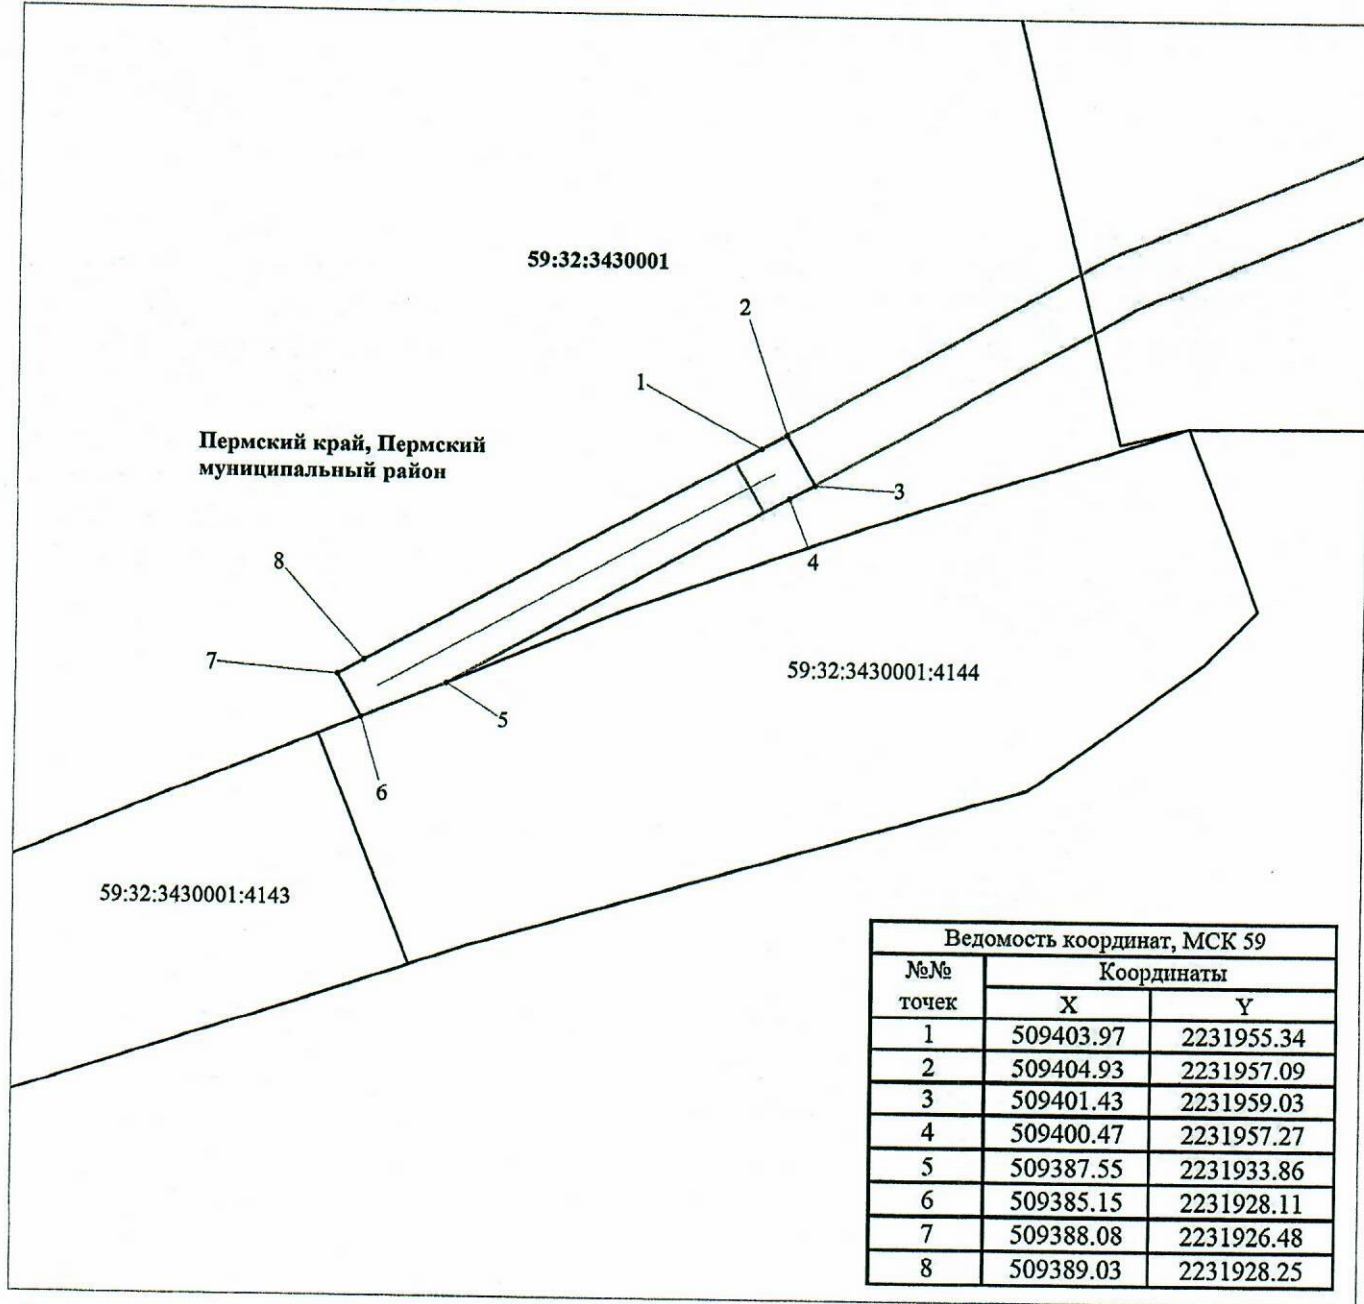 59:32:3430001
2
1
Пермский край, Пермский
муниципальный район
3
8
4
7
59:32:3430001:4144
5
6
59:32:3430001:4143
Ведомость координат, МСК 59
№№ точек Координаты
X Y
1 509403.97 2231955.34
2 509404.93 2231957.09
3 509401.43 2231959.03
4 509400.47 2231957.27
5 509387.55 2231933.86
6 509385.15 2231928.11
7 509388.08 2231926.48
8 509389.03 2231928.25